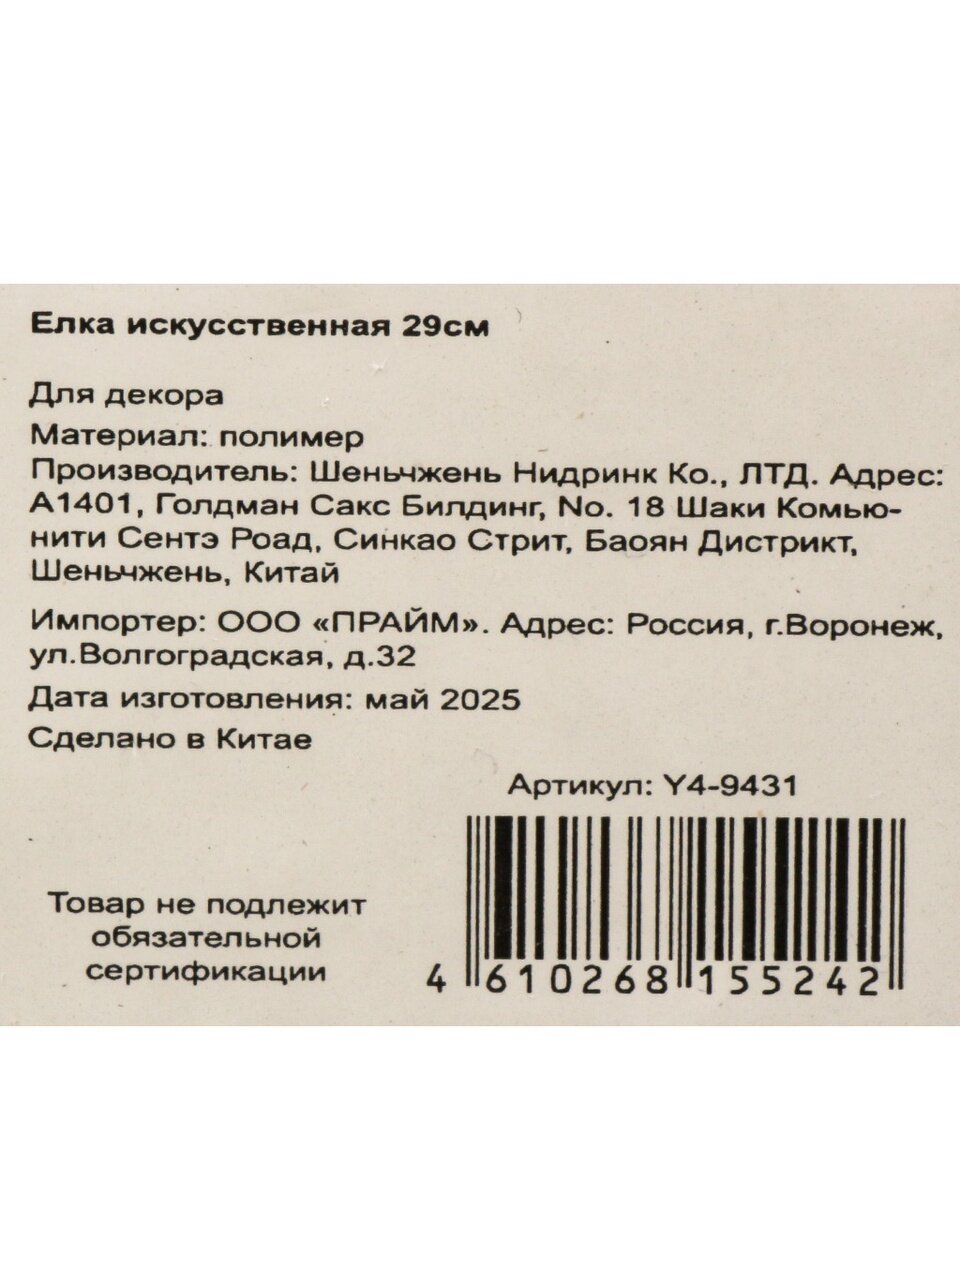 Елка искусственная 29см
Для декора
Материал: полимер
Производитель: Шеньчжень Нидринк Ко., ЛТД. Адрес:
А1401, Голдман Сакс Билдинг, No. 18 Шаки Комью-
нити Сентэ Роад, Синкао Стрит, Баоян Дистрикт,
Шеньчжень, Китай
Импортер: ООО «ПРАЙМ». Адрес: Россия, г.Воронеж,
ул.Волгоградская, д.32
Дата изготовления: май 2025
Сделано в Китае
Артикул: Y4-9431
Товар не подлежит
обязательной
сертификации
4 610268 155242